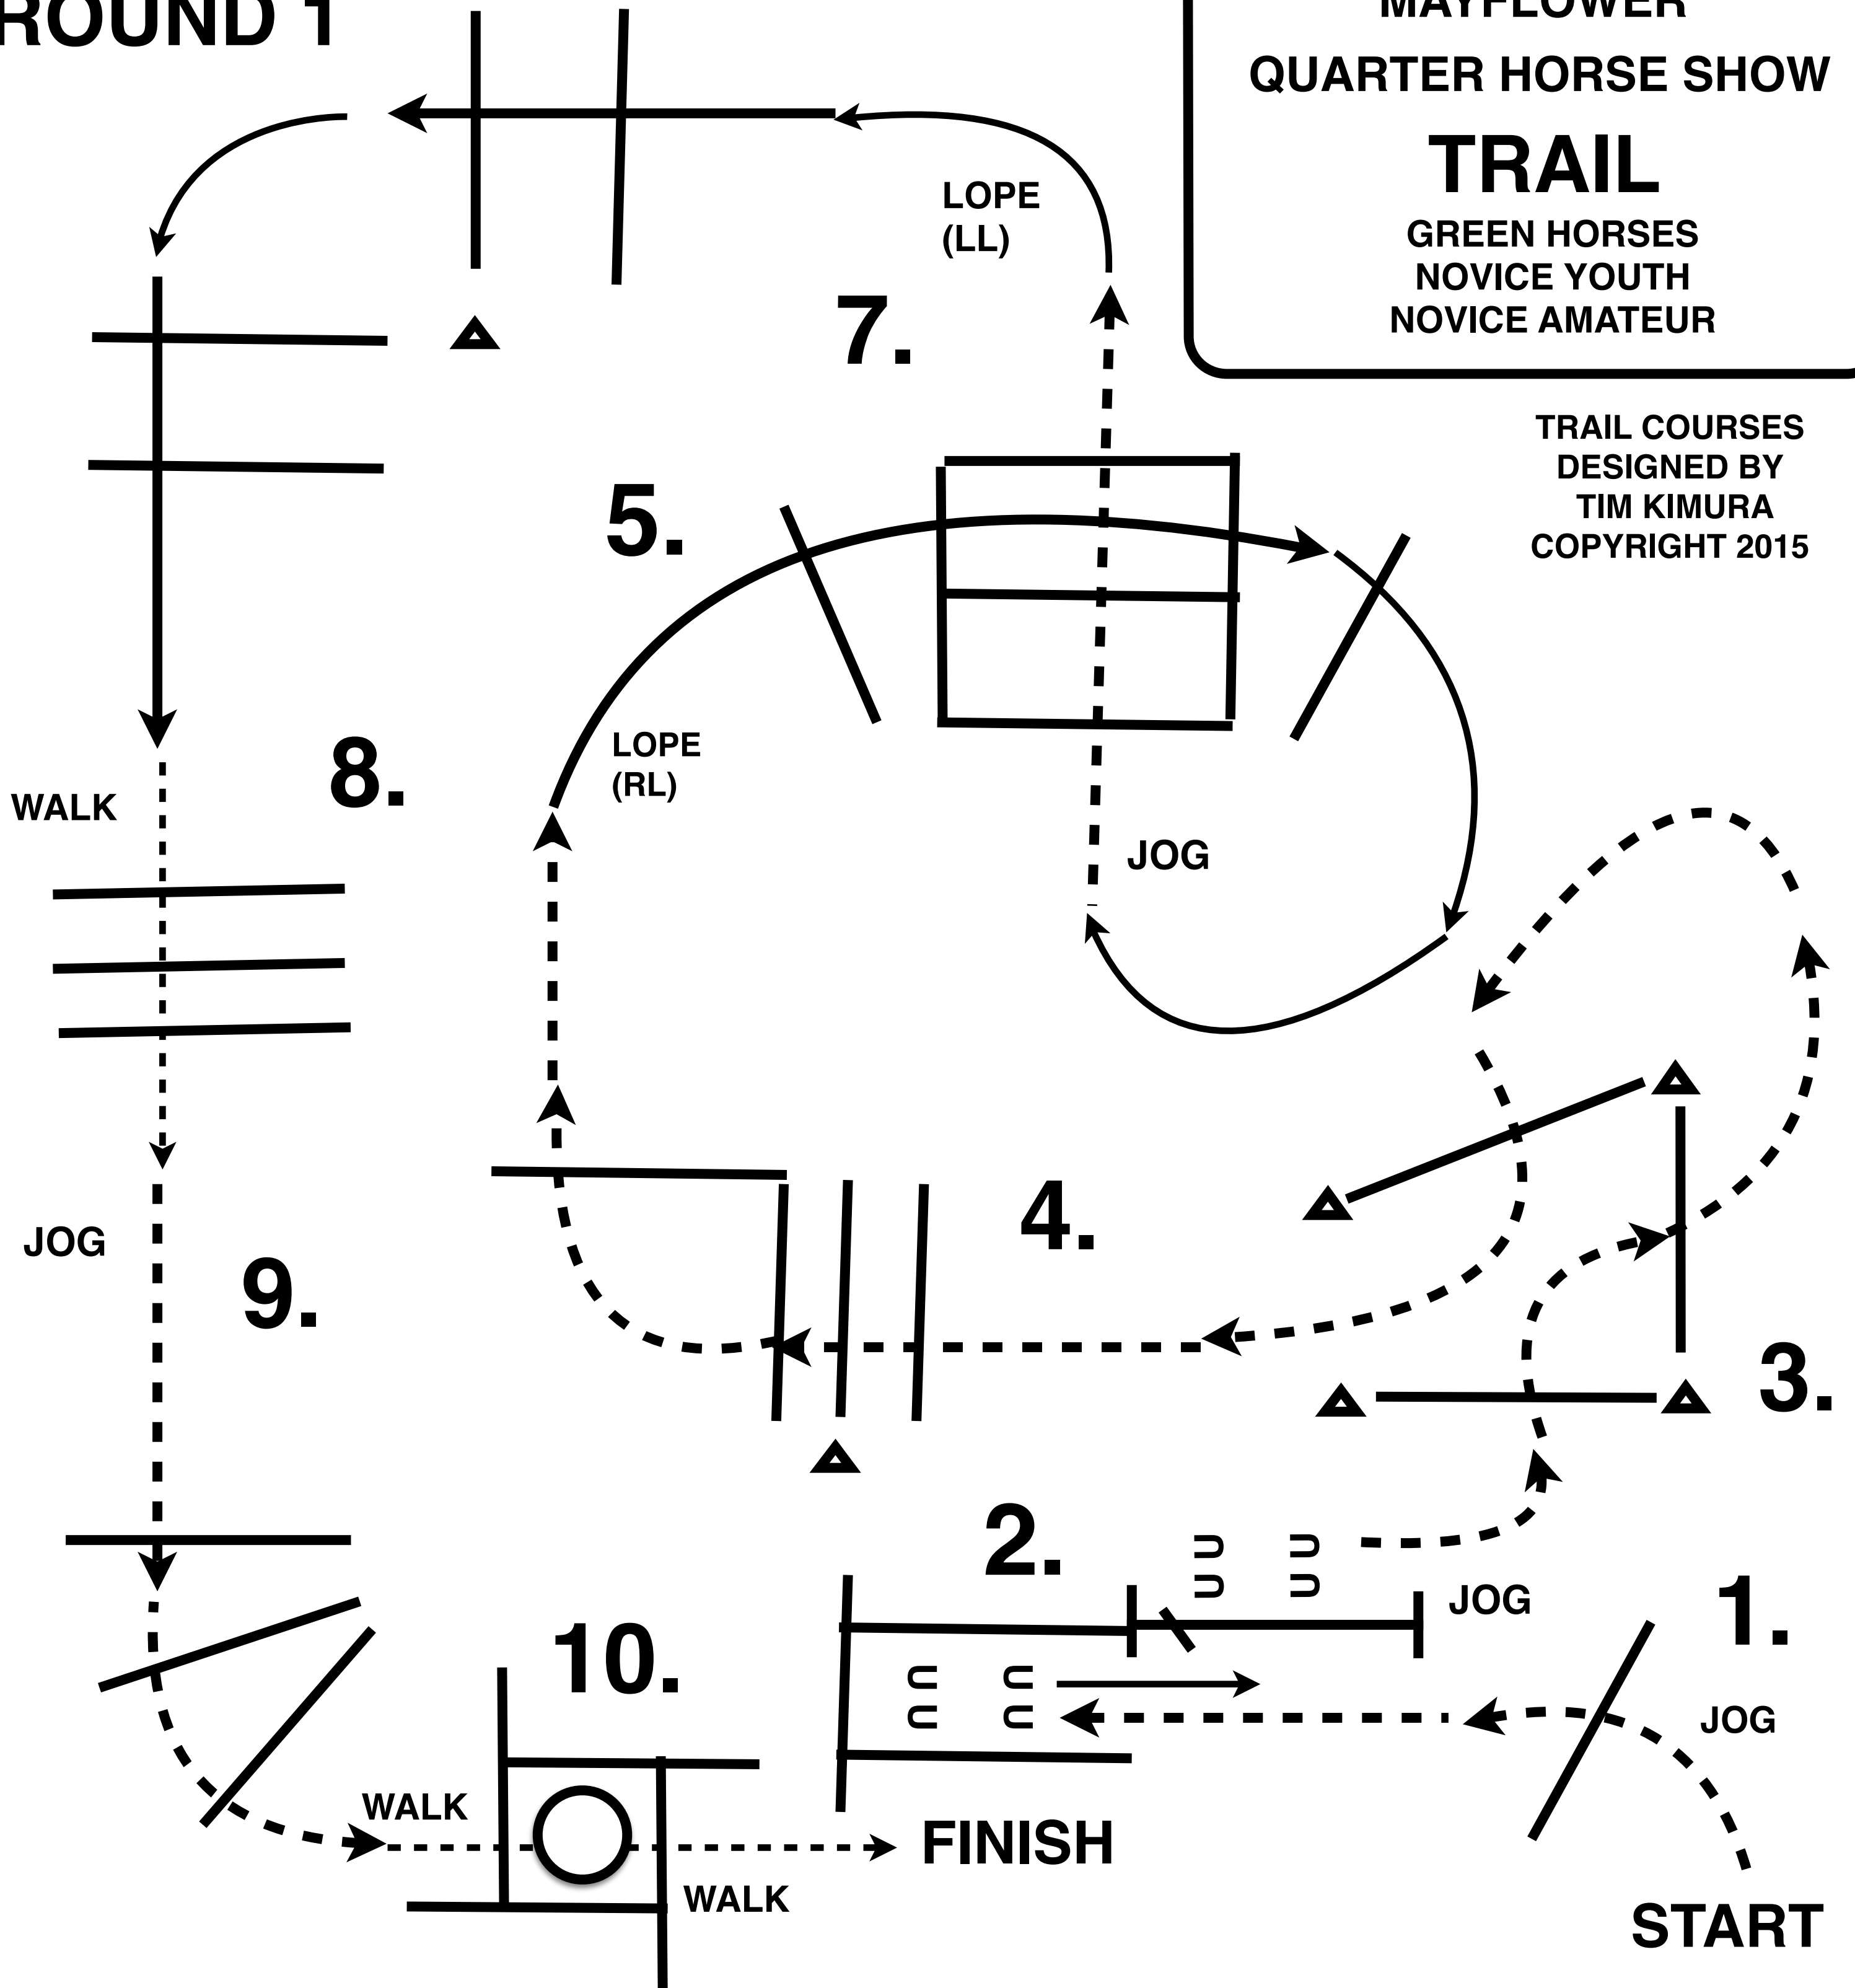 ROUND 1
MAYFLOWER
QUARTER HORSE SHOW
TRAIL
GREEN HORSES
NOVICE YOUTH
NOVICE AMATEUR
TRAIL COURSES
DESIGNED BY
TIM KIMURA
COPYRIGHT 2015
LOPE
(LL)
7.
5.
LOPE
(RL)
8.
WALK
JOG
4.
JOG
9.
3.
2.
JOG
1.
10.
JOG
WALK
FINISH
WALK
START